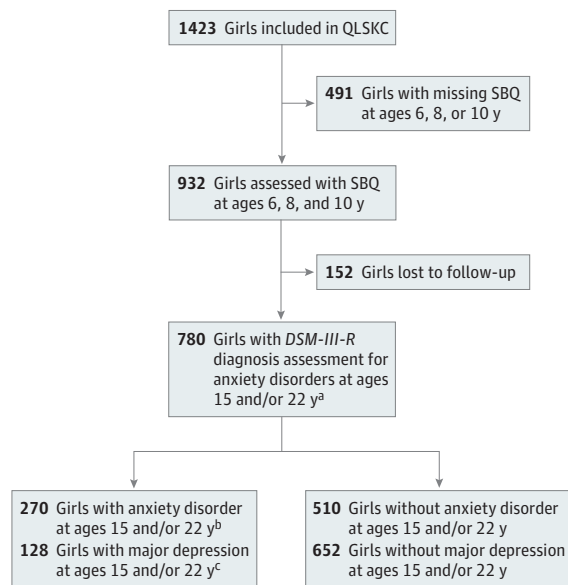 1423 Girls included in QLSKC
491 Girls with missing SBQ
at ages 6, 8, or 10 y
932 Girls assessed with SBQ
at ages 6, 8, and 10 y
152 Girls lost to follow-up
780 Girls with DSM-III-R
diagnosis assessment for
anxiety disorders at ages
15 and/or 22 yᵃ
270 Girls with anxiety disorder
at ages 15 and/or 22 yᵇ
128 Girls with major depression
at ages 15 and/or 22 yᶜ
510 Girls without anxiety disorder
at ages 15 and/or 22 y
652 Girls without major depression
at ages 15 and/or 22 y